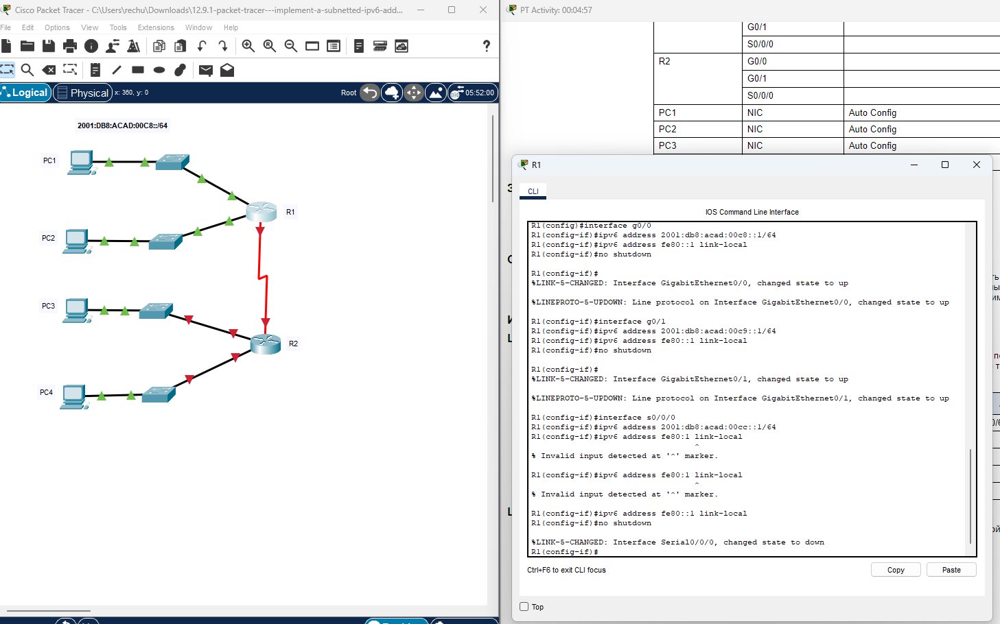 Cisco Packet Tracer - C:\Users\rechu\Downloads\12.9.1-packet-tracer---implement-a-subnetted-ipv6-add...
File Edit Options View Tools Extensions Window Help
?
Logical Physical x: 360, y: 0 Root 05:52:00
2001:DB8:ACAD:00C8::/64
PC1
R1
PC2
PC3
R2
PC4
PT Activity: 00:04:57
G0/1
S0/0/0
R2 G0/0
G0/1
S0/0/0
PC1 NIC Auto Config
PC2 NIC Auto Config
PC3 NIC Auto Config
R1
CLI
IOS Command Line Interface
R1(config)#interface g0/0
R1(config-if)#ipv6 address 2001:db8:acad:00c8::1/64
R1(config-if)#ipv6 address fe80::1 link-local
R1(config-if)#no shutdown
R1(config-if)#
%LINK-5-CHANGED: Interface GigabitEthernet0/0, changed state to up
%LINEPROTO-5-UPDOWN: Line protocol on Interface GigabitEthernet0/0, changed state to up
R1(config-if)#interface g0/1
R1(config-if)#ipv6 address 2001:db8:acad:00c9::1/64
R1(config-if)#ipv6 address fe80::1 link-local
R1(config-if)#no shutdown
R1(config-if)#
%LINK-5-CHANGED: Interface GigabitEthernet0/1, changed state to up
%LINEPROTO-5-UPDOWN: Line protocol on Interface GigabitEthernet0/1, changed state to up
R1(config-if)#interface s0/0/0
R1(config-if)#ipv6 address 2001:db8:acad:00cc::1/64
R1(config-if)#ipv6 address fe80:1 link-local
^
% Invalid input detected at '^' marker.
R1(config-if)#ipv6 address fe80:1 link-local
^
% Invalid input detected at '^' marker.
R1(config-if)#ipv6 address fe80::1 link-local
R1(config-if)#no shutdown
%LINK-5-CHANGED: Interface Serial0/0/0, changed state to down
R1(config-if)#
Ctrl+F6 to exit CLI focus
Copy
Paste
Top